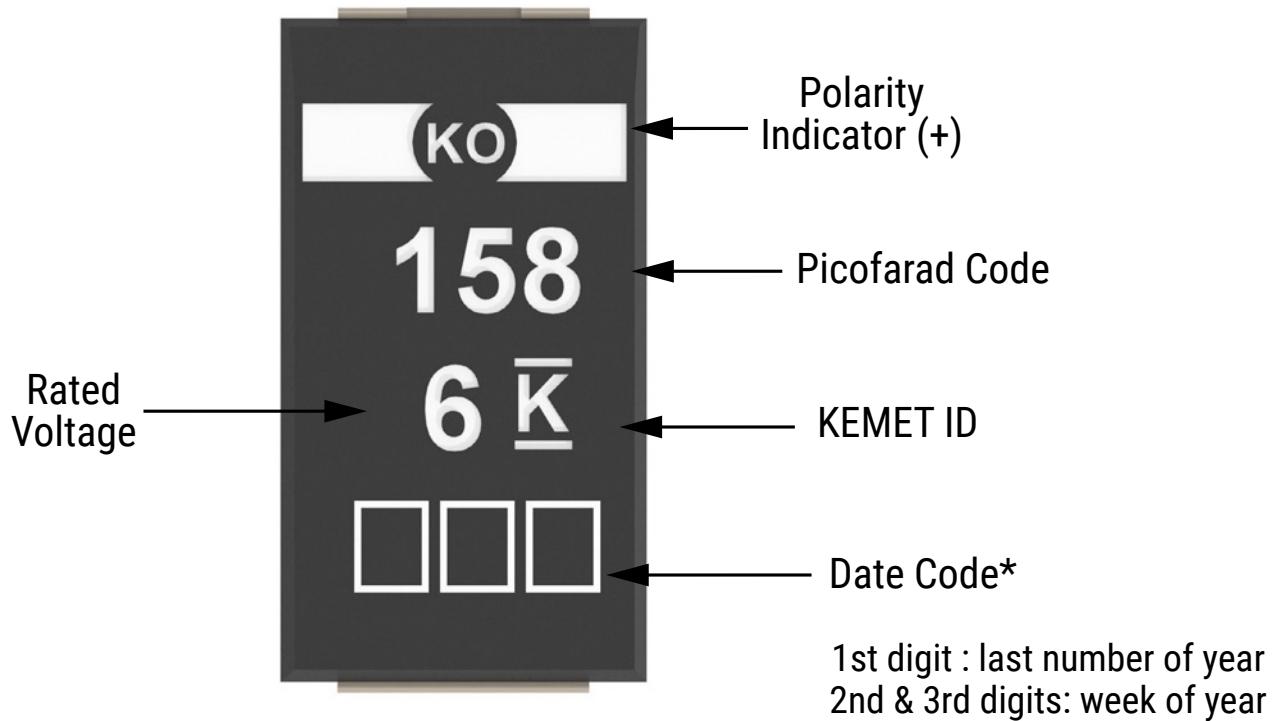 Polarity
Indicator (+)
KO
158
Picofarad Code
6 K
Rated
Voltage
KEMET ID
Date Code*
1st digit : last number of year
2nd & 3rd digits: week of year